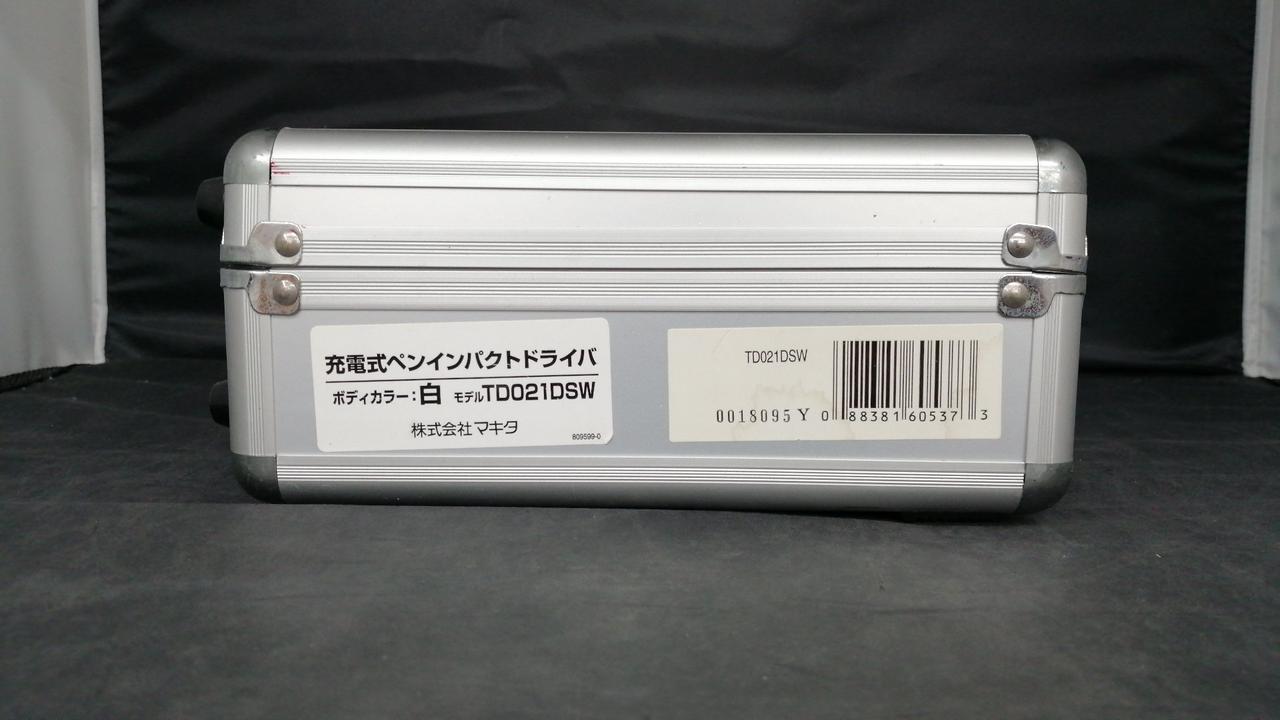 充電式ペンインパクトドライバ
ボディカラー：白 モデルTD021DSW
株式会社マキタ
809599-0
TD021DSW
0018095 Y
0 88381 60537 3